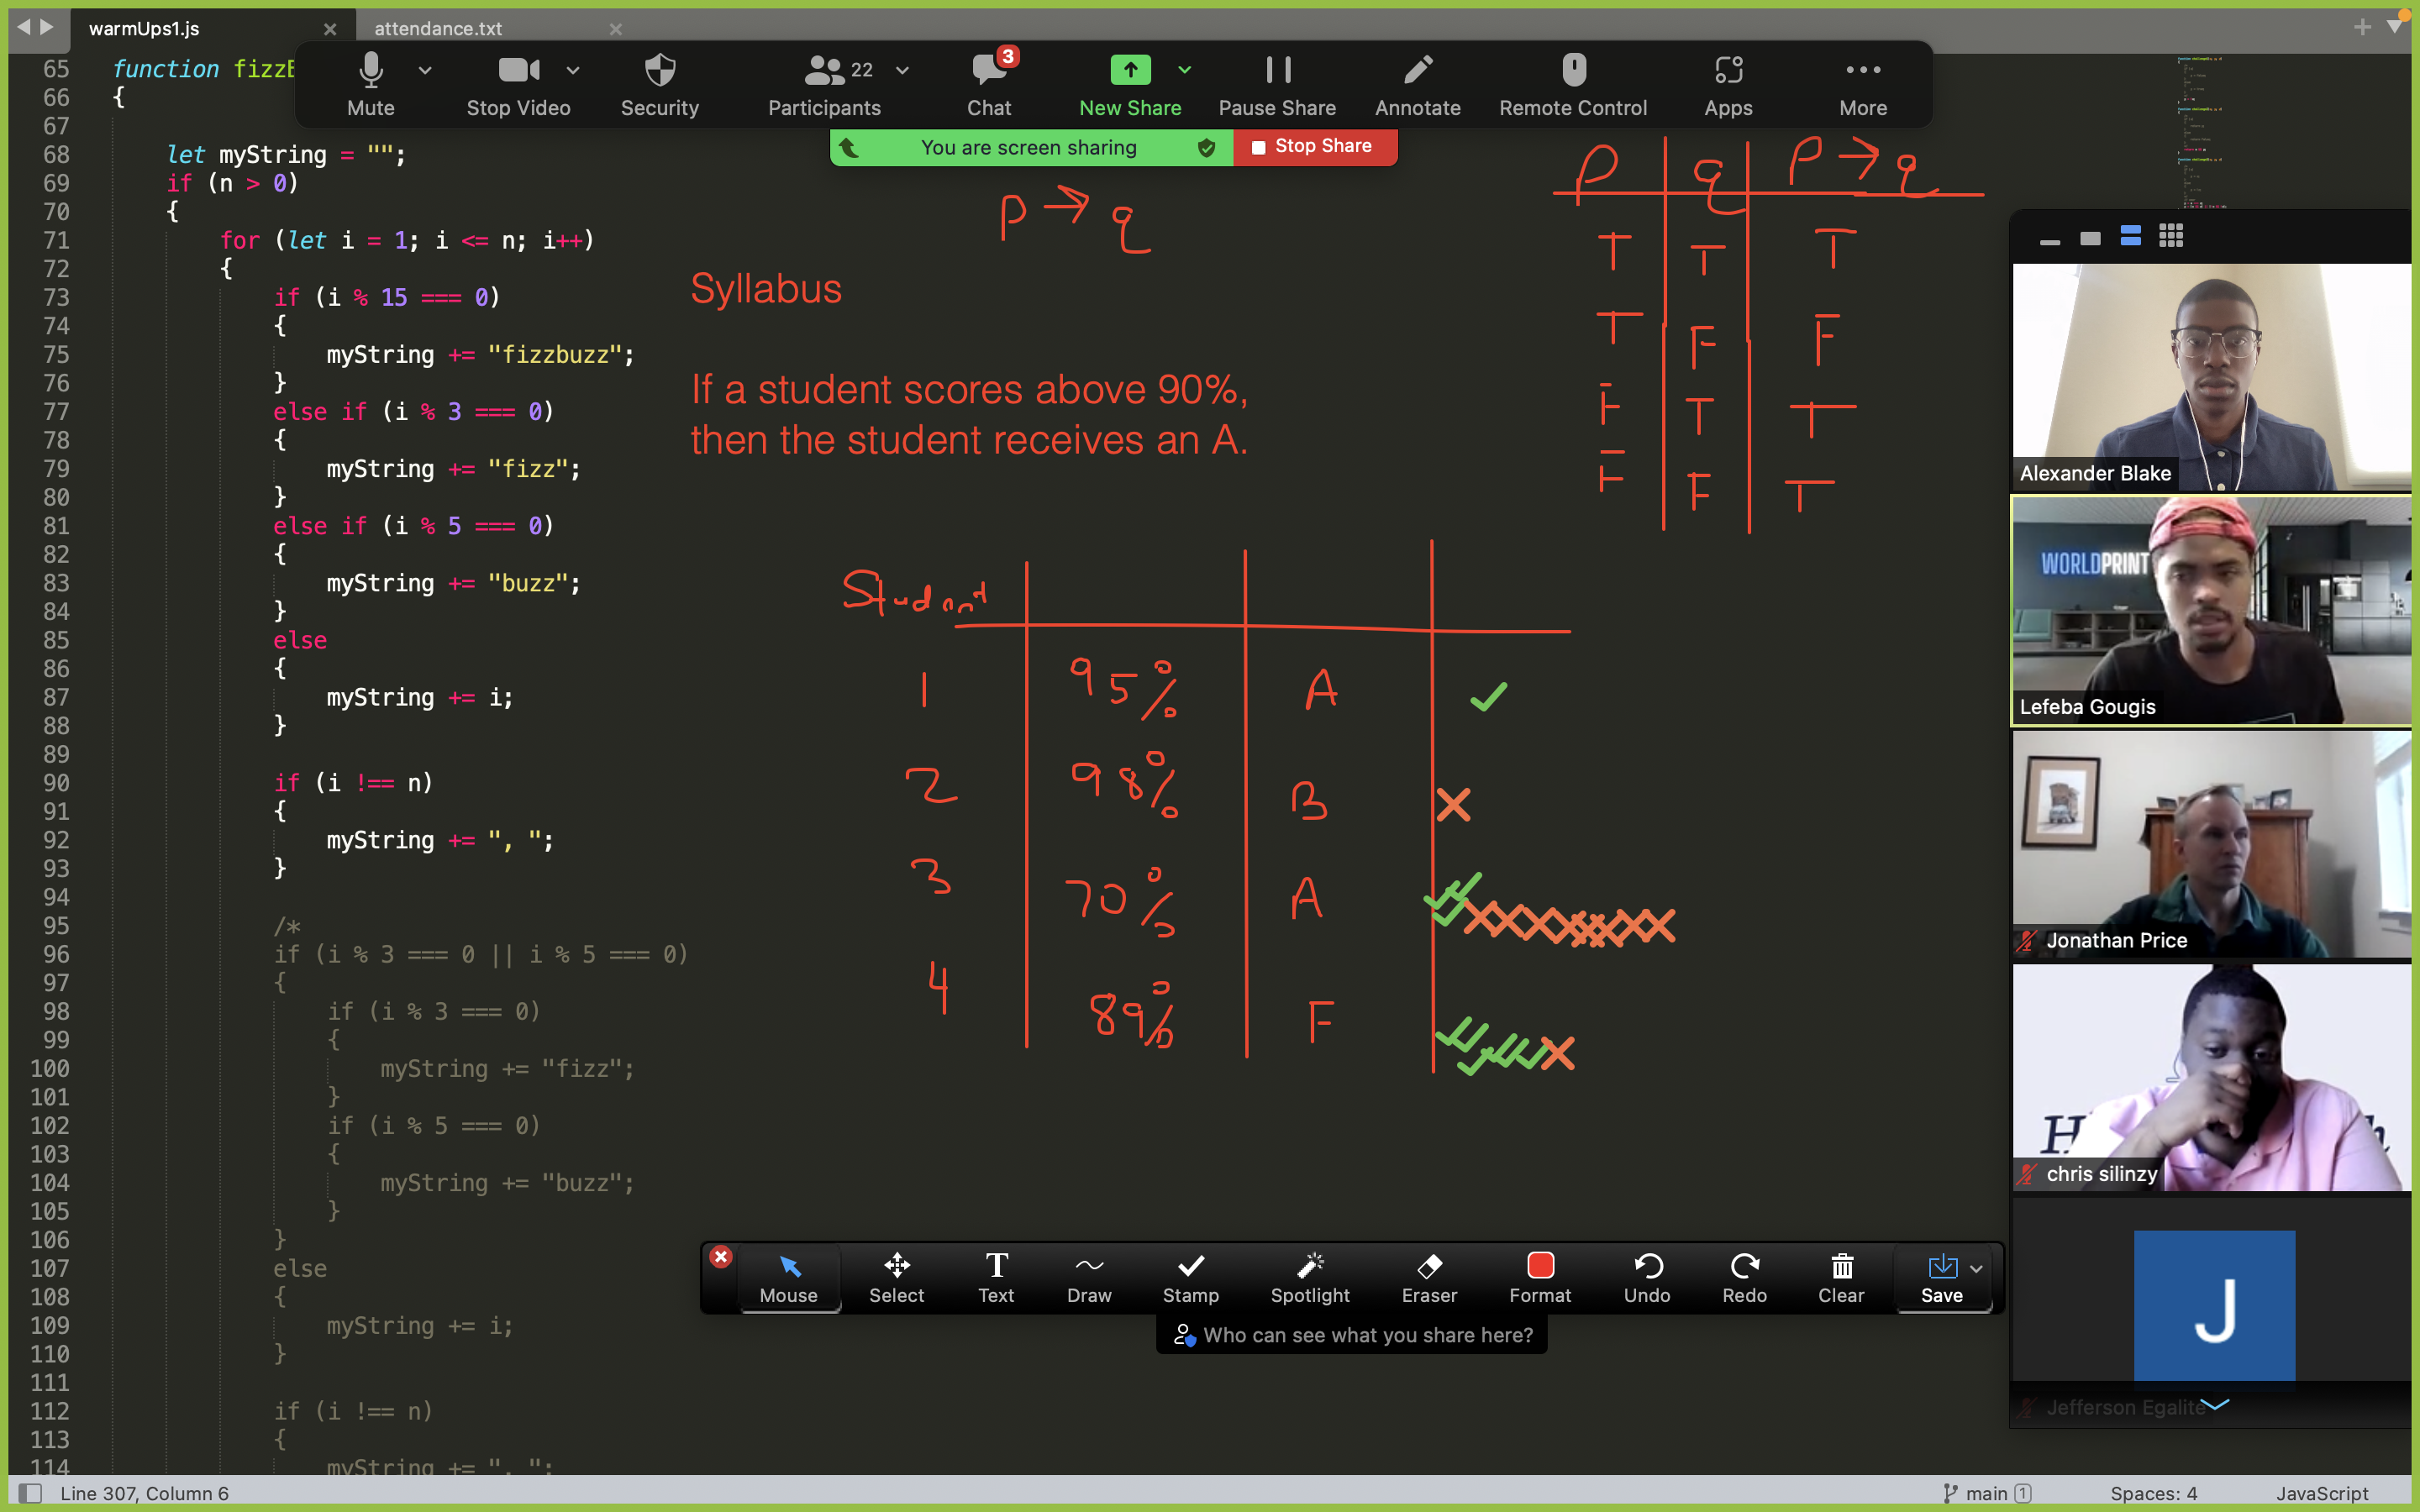 warmUps1.js
attendance.txt
Mute
Stop Video
Security
22
Participants
3
Chat
New Share
Pause Share
Annotate
Remote Control
Apps
More
You are screen sharing
Stop Share
65 function fizzB
66 {
67
68 let myString = "";
69 if (n > 0)
70 {
71 for (let i = 1; i <= n; i++)
72 {
73 if (i % 15 === 0)
74 {
75 myString += "fizzbuzz";
76 }
77 else if (i % 3 === 0)
78 {
79 myString += "fizz";
80 }
81 else if (i % 5 === 0)
82 {
83 myString += "buzz";
84 }
85 else
86 {
87 myString += i;
88 }
89
90 if (i !== n)
91 {
92 myString += ", ";
93 }
94
95 /*
96 if (i % 3 === 0 || i % 5 === 0)
97 {
98 if (i % 3 === 0)
99 {
100 myString += "fizz";
101 }
102 if (i % 5 === 0)
103 {
104 myString += "buzz";
105 }
106 }
107 else
108 {
109 myString += i;
110 }
111
112 if (i !== n)
113 {
114 myString += ", ";
p → q
Syllabus
If a student scores above 90%,
then the student receives an A.
p q p → q
T T T
T F F
F T T
F F T
Student
1 95% A ✓
2 98% B ✗
3 70% A
4 89% F
Alexander Blake
WORLDPRINT
Lefeba Gougis
Jonathan Price
H h
chris silinzy
J
Jefferson Egalite
Mouse
Select
Text
Draw
Stamp
Spotlight
Eraser
Format
Undo
Redo
Clear
Save
Who can see what you share here?
Line 307, Column 6
main 1
Spaces: 4
JavaScript